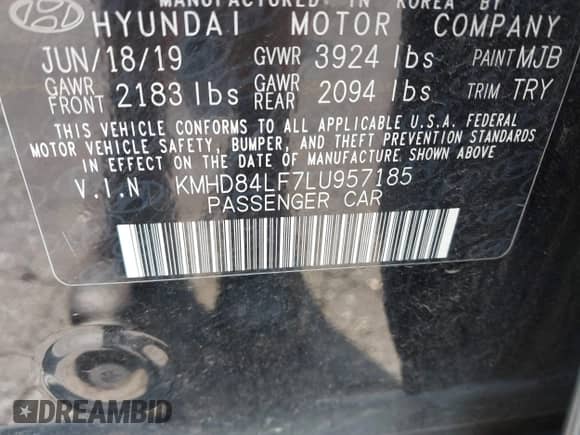 MANUFACTURED IN KOREA BY
HYUNDAI MOTOR COMPANY
JUN/18/19 GVWR 3924 lbs PAINT MJB
GAWR FRONT 2183 lbs GAWR REAR 2094 lbs TRIM TRY
THIS VEHICLE CONFORMS TO ALL APPLICABLE U.S.A. FEDERAL
MOTOR VEHICLE SAFETY, BUMPER, AND THEFT PREVENTION STANDARDS
IN EFFECT ON THE DATE OF MANUFACTURE SHOWN ABOVE
V.I.N KMHD84LF7LU957185
PASSENGER CAR
DREAMBID